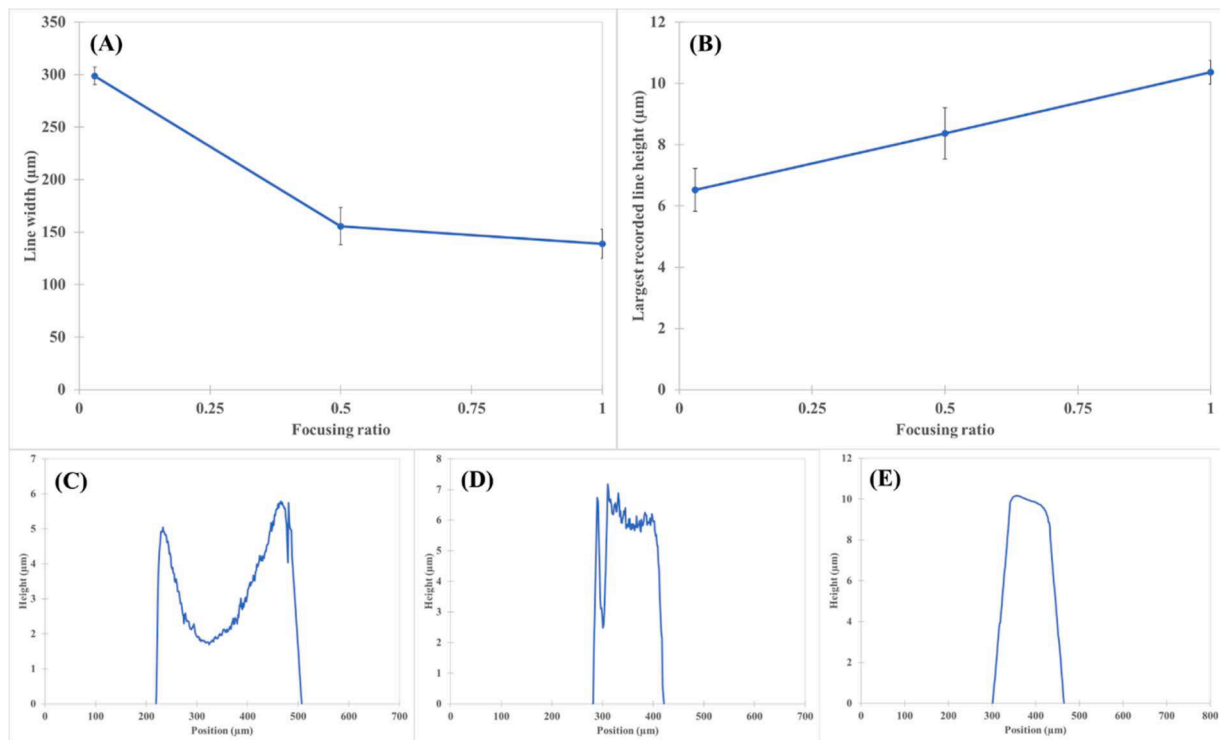 (A)
350
300
250
200
150
100
50
0
Line width (µm)
0 0.25 0.5 0.75 1
Focusing ratio
(B)
12
10
8
6
4
2
0
Largest recorded line height (µm)
0 0.25 0.5 0.75 1
Focusing ratio
(C)
7
6
5
4
3
2
1
0
Height (µm)
0 100 200 300 400 500 600 700
Position (µm)
(D)
8
7
6
5
4
3
2
1
0
Height (µm)
0 100 200 300 400 500 600 700
Position (µm)
(E)
12
10
8
6
4
2
0
Height (µm)
0 100 200 300 400 500 600 700 800
Position (µm)